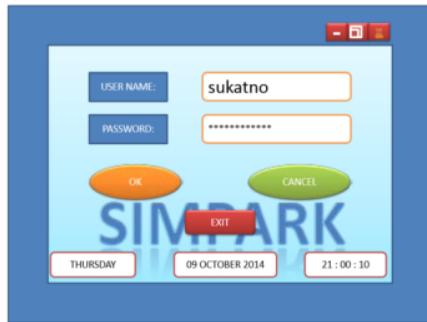 USER NAME:
sukatno
PASSWORD:
************
OK
CANCEL
SIMPARK
EXIT
THURSDAY
09 OCTOBER 2014
21 : 00 : 10